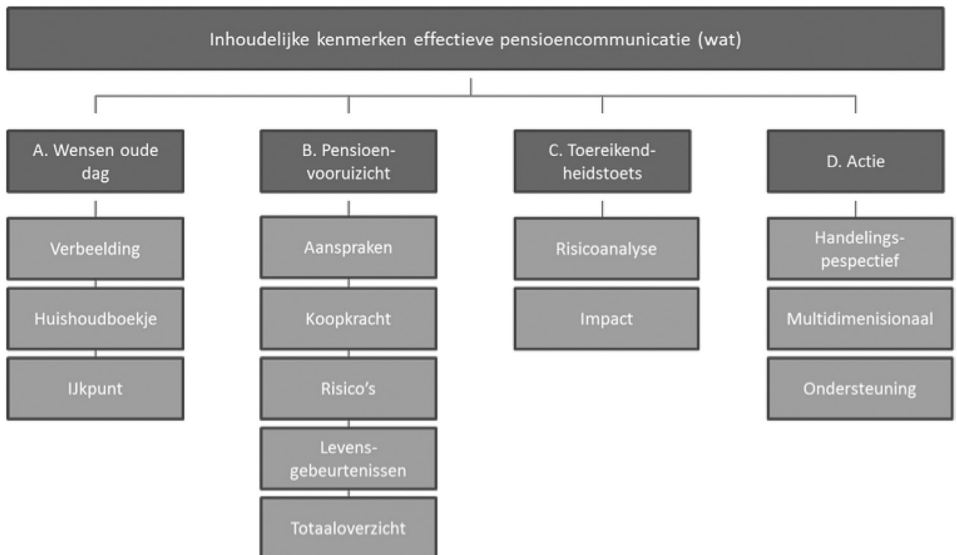 Inhoudelijke kenmerken effectieve pensioencommunicatie (wat)
A. Wensen oude
dag
Verbeelding
Huishoudboekje
IJkpunt
B. Pensioen-
vooruizicht
Aanspraken
Koopkracht
Risico's
Levens-
gebeurtenissen
Totaaloverzicht
C. Toereikend-
heidstoets
Risicoanalyse
Impact
D. Actie
Handelings-
pespectief
Multidimenisionaal
Ondersteuning